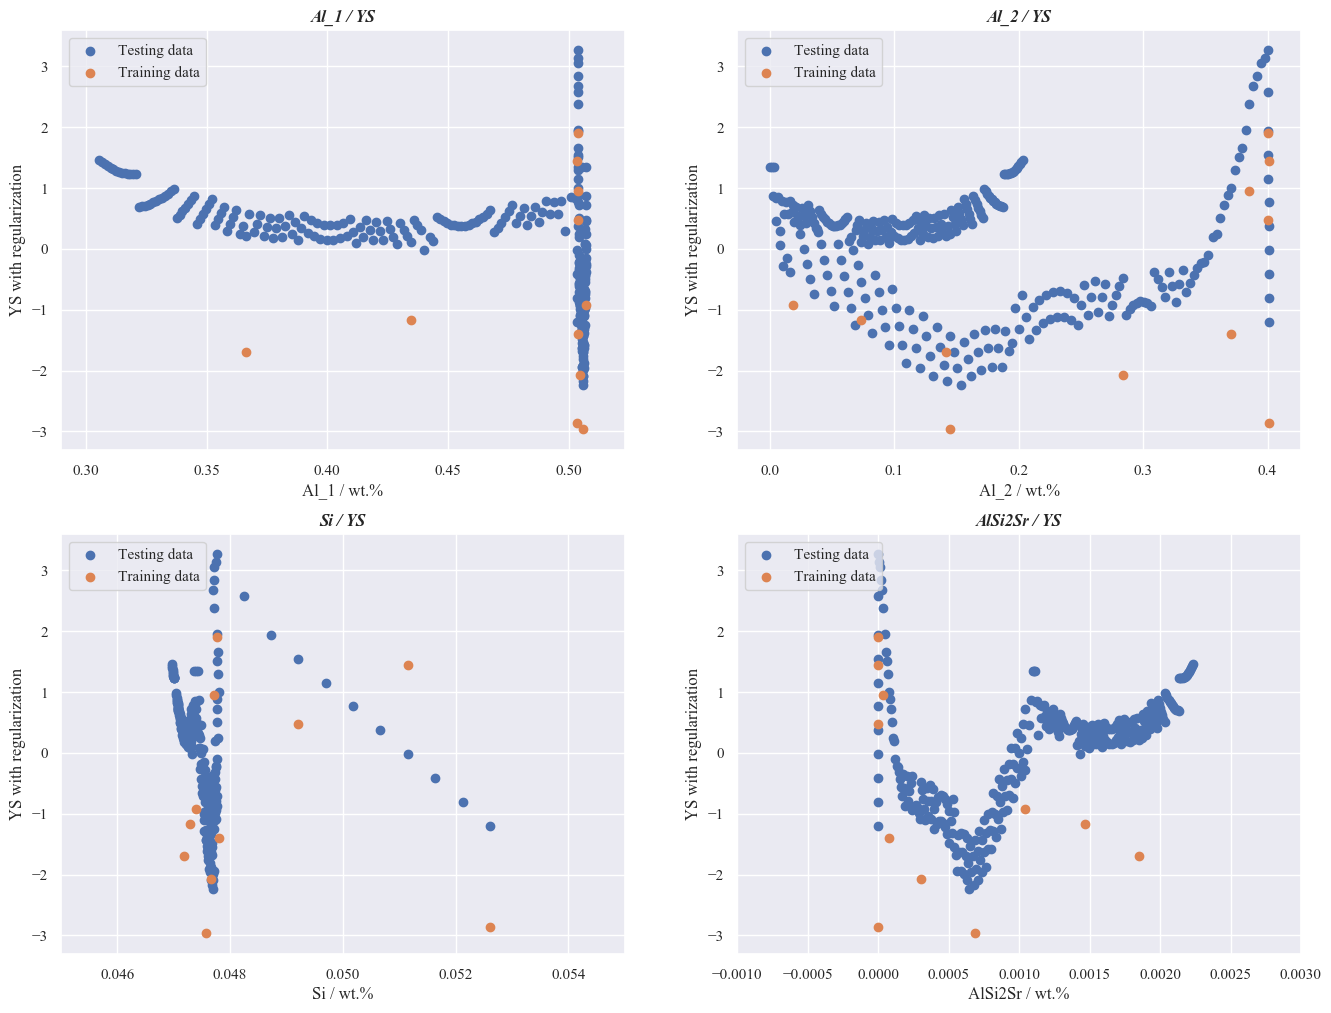 Al_1 / YS
Testing data
Training data
3
2
1
0
−1
−2
−3
YS with regularization
0.30 0.35 0.40 0.45 0.50
Al_1 / wt.%
Al_2 / YS
Testing data
Training data
3
2
1
0
−1
−2
−3
YS with regularization
0.0 0.1 0.2 0.3 0.4
Al_2 / wt.%
Si / YS
Testing data
Training data
3
2
1
0
−1
−2
−3
YS with regularization
0.046 0.048 0.050 0.052 0.054
Si / wt.%
AlSi2Sr / YS
Testing data
Training data
3
2
1
0
−1
−2
−3
YS with regularization
−0.0010 −0.0005 0.0000 0.0005 0.0010 0.0015 0.0020 0.0025 0.0030
AlSi2Sr / wt.%